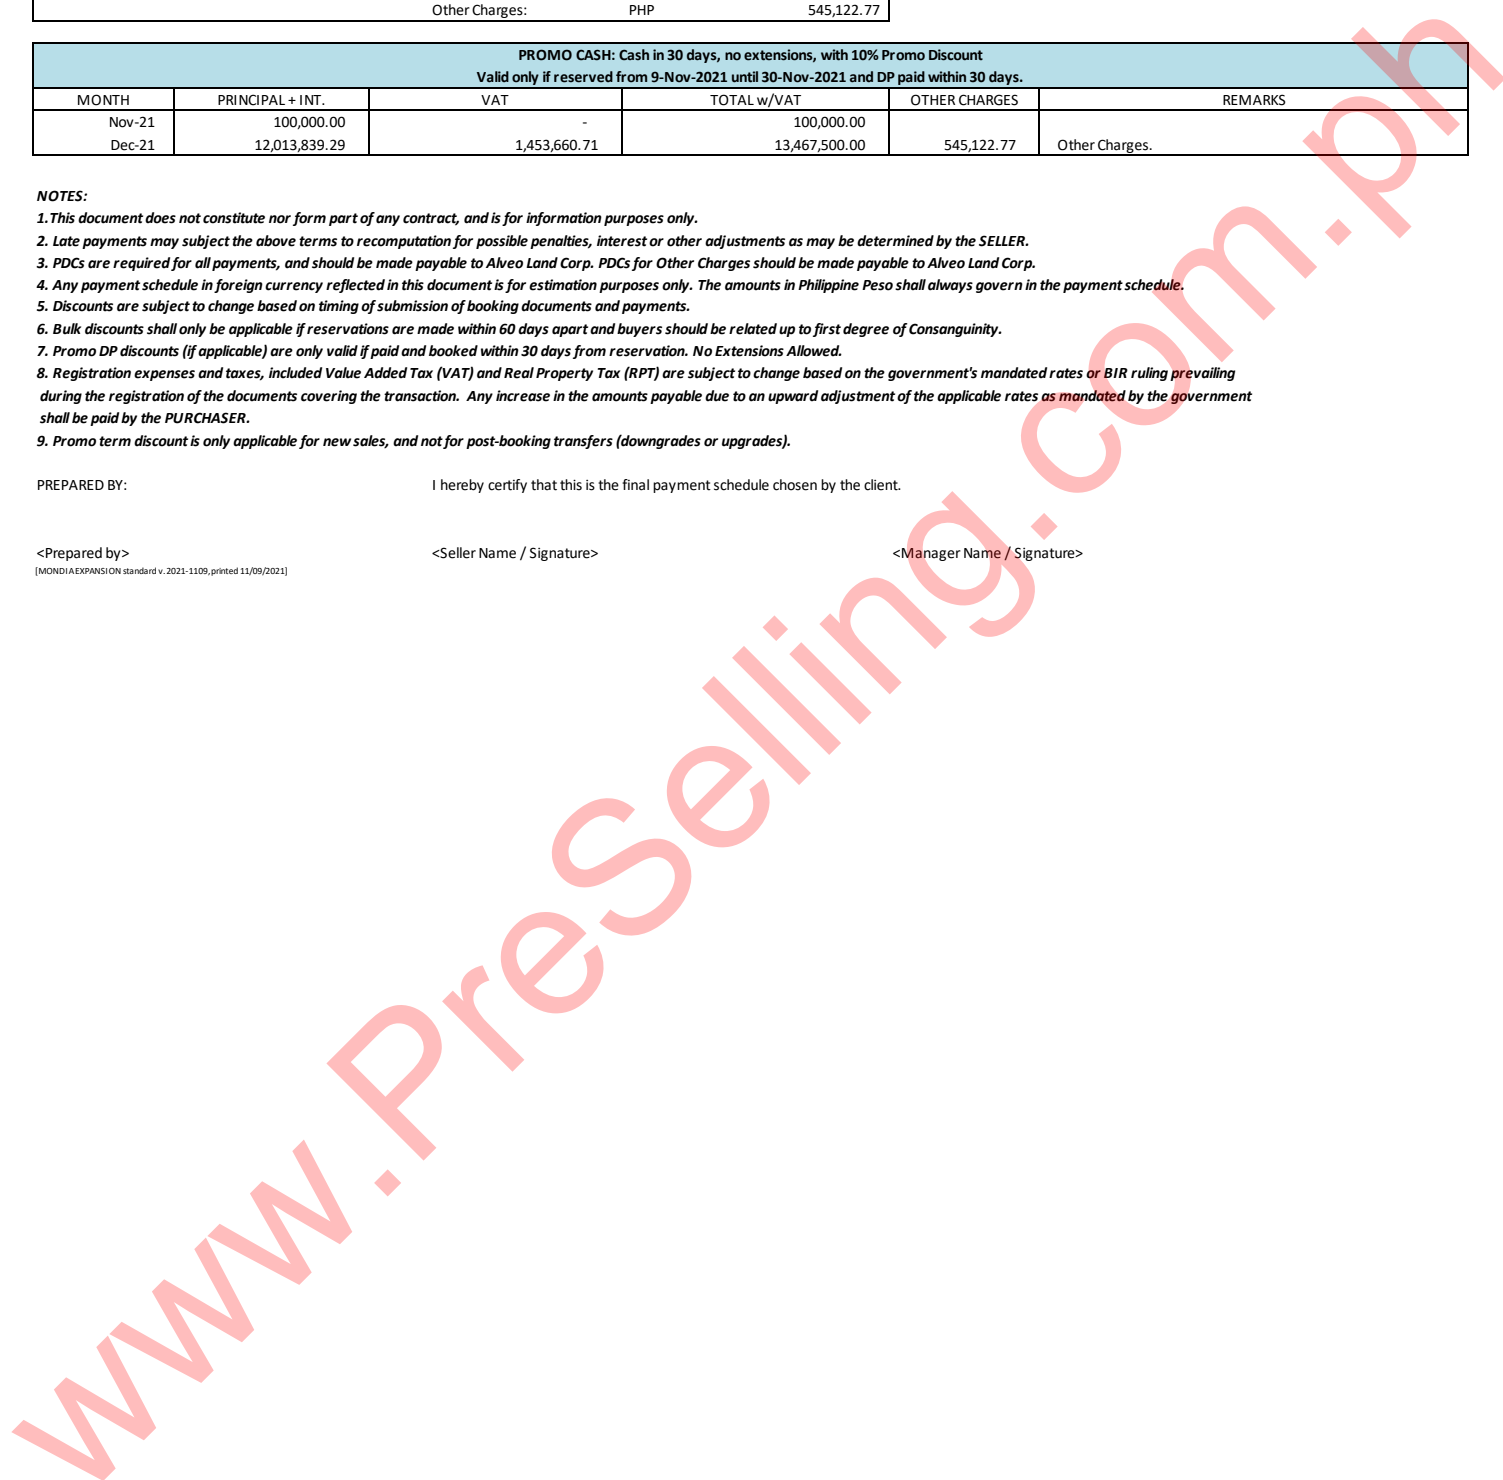 Other Charges: PHP 545,122.77
PROMO CASH: Cash in 30 days, no extensions, with 10% Promo Discount
Valid only if reserved from 9-Nov-2021 until 30-Nov-2021 and DP paid within 30 days.
MONTH PRINCIPAL + INT. VAT TOTAL w/VAT OTHER CHARGES REMARKS
Nov-21 100,000.00 - 100,000.00
Dec-21 12,013,839.29 1,453,660.71 13,467,500.00 545,122.77 Other Charges.
NOTES:
1.This document does not constitute nor form part of any contract, and is for information purposes only.
2. Late payments may subject the above terms to recomputation for possible penalties, interest or other adjustments as may be determined by the SELLER.
3. PDCs are required for all payments, and should be made payable to Alveo Land Corp. PDCs for Other Charges should be made payable to Alveo Land Corp.
4. Any payment schedule in foreign currency reflected in this document is for estimation purposes only. The amounts in Philippine Peso shall always govern in the payment schedule.
5. Discounts are subject to change based on timing of submission of booking documents and payments.
6. Bulk discounts shall only be applicable if reservations are made within 60 days apart and buyers should be related up to first degree of Consanguinity.
7. Promo DP discounts (if applicable) are only valid if paid and booked within 30 days from reservation. No Extensions Allowed.
8. Registration expenses and taxes, included Value Added Tax (VAT) and Real Property Tax (RPT) are subject to change based on the government's mandated rates or BIR ruling prevailing
during the registration of the documents covering the transaction. Any increase in the amounts payable due to an upward adjustment of the applicable rates as mandated by the government
shall be paid by the PURCHASER.
9. Promo term discount is only applicable for new sales, and not for post-booking transfers (downgrades or upgrades).
PREPARED BY: I hereby certify that this is the final payment schedule chosen by the client.
<Prepared by> <Seller Name / Signature> <Manager Name / Signature>
[MONDIA EXPANSION standard v. 2021-1109, printed 11/09/2021]
www.PreSelling.com.ph